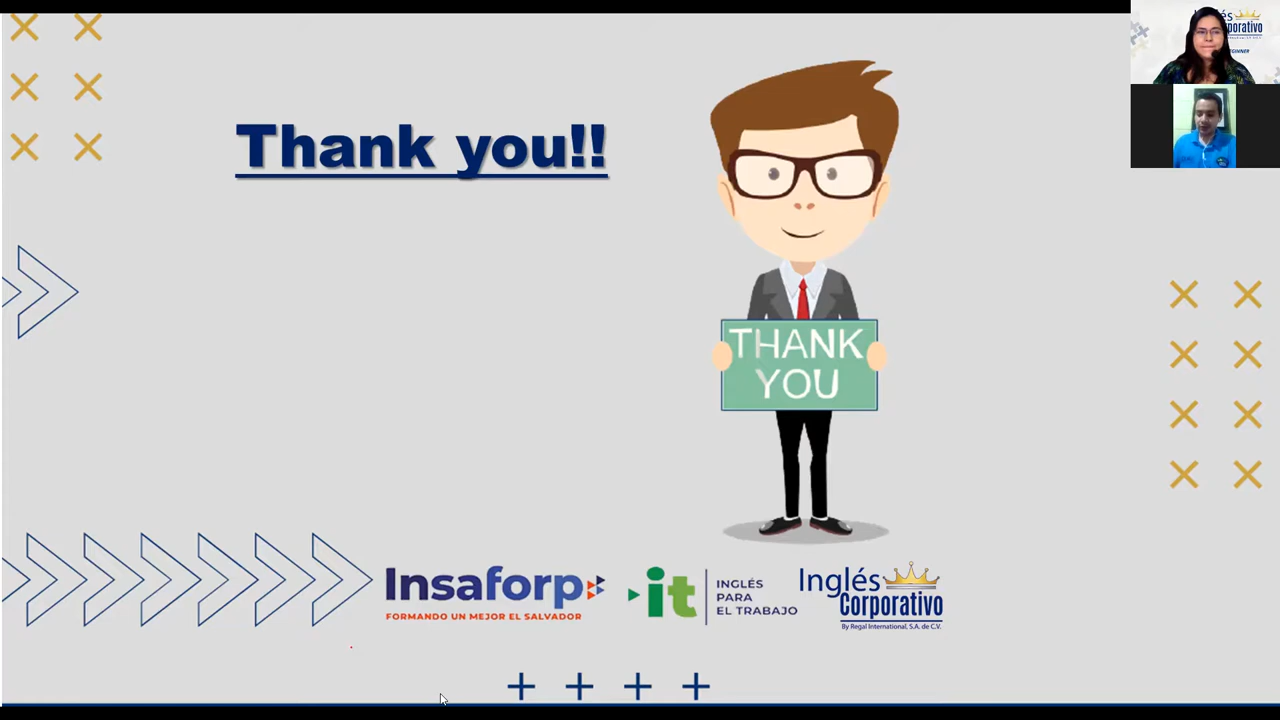 Thank you!!
THANK
YOU
Insaforp
FORMANDO UN MEJOR EL SALVADOR
it
INGLÉS
PARA
EL TRABAJO
Inglés
Corporativo
By Regal International, S.A. de C.V.